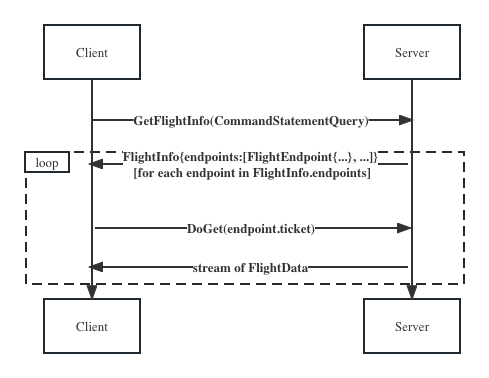 Client
Server
GetFlightInfo(CommandStatementQuery)
FlightInfo{endpoints:[FlightEndpoint{...}, ...]}
loop
[for each endpoint in FlightInfo.endpoints]
DoGet(endpoint.ticket)
stream of FlightData
Client
Server